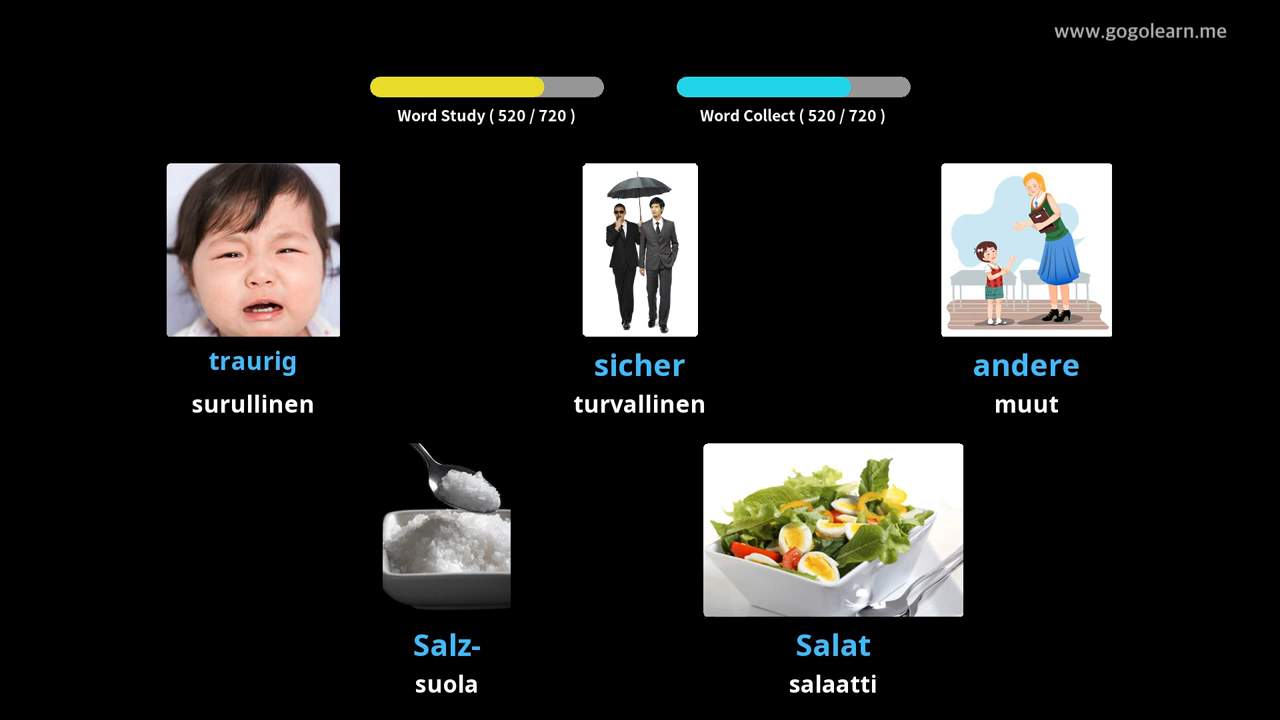 www.gogolearn.me
Word Study ( 520 / 720 )
Word Collect ( 520 / 720 )
traurig
surullinen
sicher
turvallinen
andere
muut
Salz-
suola
Salat
salaatti